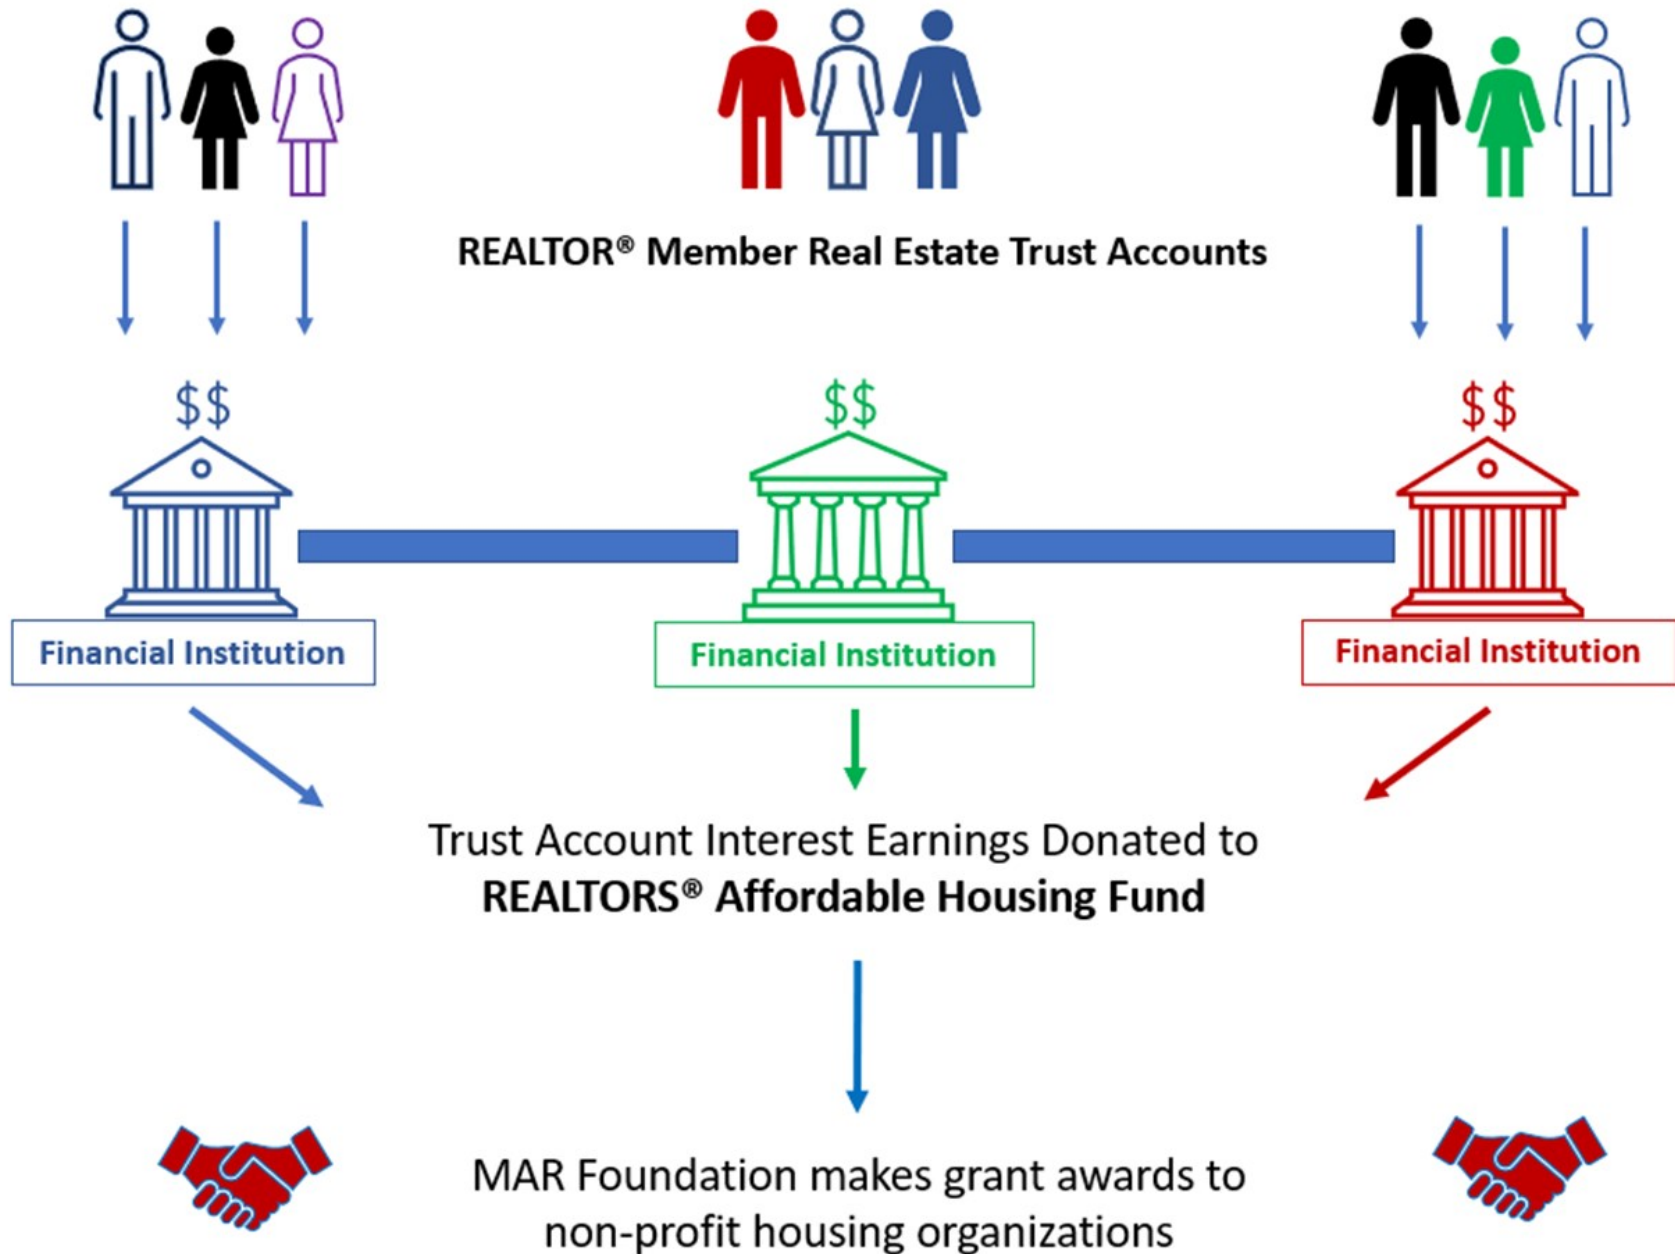 REALTOR® Member Real Estate Trust Accounts
$$
$$
$$
Financial Institution
Financial Institution
Financial Institution
Trust Account Interest Earnings Donated to
REALTORS® Affordable Housing Fund
MAR Foundation makes grant awards to
non-profit housing organizations